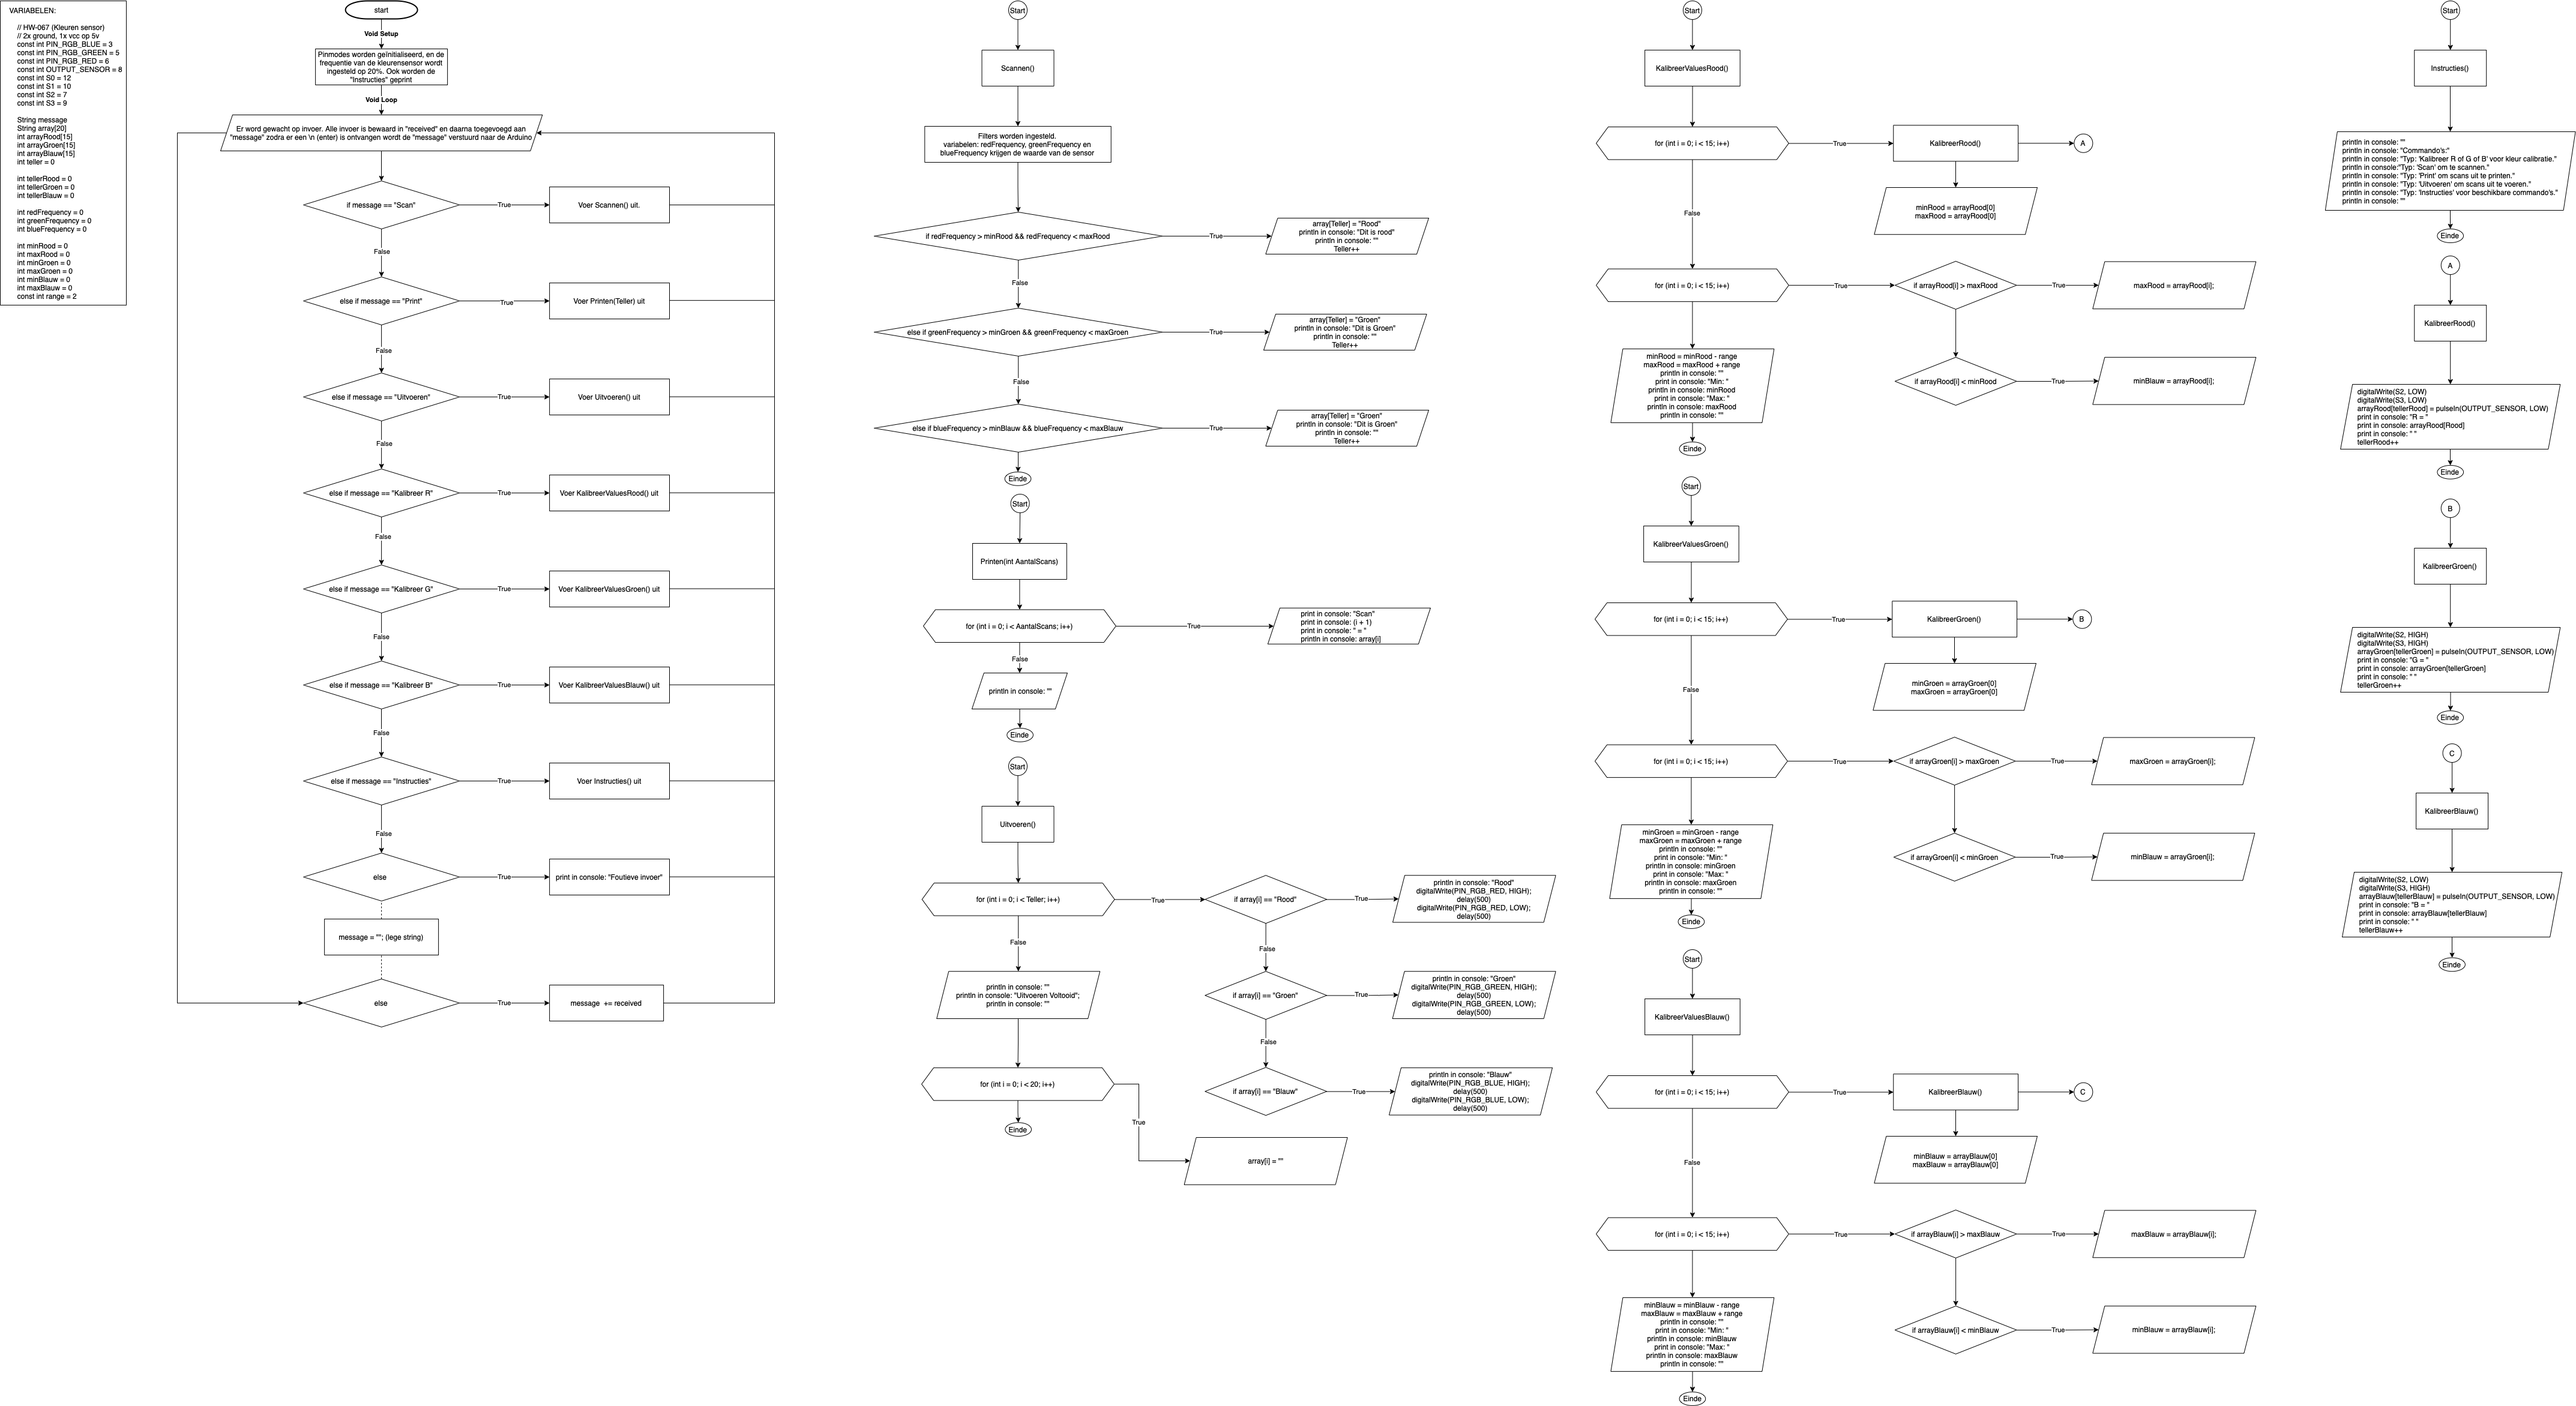 VARIABELEN:
// HW-067 (Kleuren sensor)
// 2x ground, 1x vcc op 5v
const int PIN_RGB_BLUE = 3
const int PIN_RGB_GREEN = 5
const int PIN_RGB_RED = 6
const int OUTPUT_SENSOR = 8
const int S0 = 12
const int S1 = 10
const int S2 = 7
const int S3 = 9
String message
String array[20]
int arrayRood[15]
int arrayGroen[15]
int arrayBlauw[15]
int teller = 0
int tellerRood = 0
int tellerGroen = 0
int tellerBlauw = 0
int redFrequency = 0
int greenFrequency = 0
int blueFrequency = 0
int minRood = 0
int maxRood = 0
int minGroen = 0
int maxGroen = 0
int minBlauw = 0
int maxBlauw = 0
const int range = 2
start
Void Setup
Pinmodes worden geïnitialiseerd, en de
frequentie van de kleurensensor wordt
ingesteld op 20%. Ook worden de
"Instructies" geprint
Void Loop
Er word gewacht op invoer. Alle invoer is bewaard in "received" en daarna toegevoegd aan
"message" zodra er een \n (enter) is ontvangen wordt de "message" verstuurd naar de Arduino
if message == "Scan"
True
Voer Scannen() uit.
False
else if message == "Print"
True
Voer Printen(Teller) uit
False
else if message == "Uitvoeren"
True
Voer Uitvoeren() uit
False
else if message == "Kalibreer R"
True
Voer KalibreerValuesRood() uit
False
else if message == "Kalibreer G"
True
Voer KalibreerValuesGroen() uit
False
else if message == "Kalibreer B"
True
Voer KalibreerValuesBlauw() uit
False
else if message == "Instructies"
True
Voer Instructies() uit
False
else
True
print in console: "Foutieve invoer"
message = ""; (lege string)
else
True
message += received
Start
Scannen()
Filters worden ingesteld.
variabelen: redFrequency, greenFrequency en
blueFrequency krijgen de waarde van de sensor
if redFrequency > minRood && redFrequency < maxRood
True
array[Teller] = "Rood"
println in console: "Dit is rood"
println in console: ""
Teller++
False
else if greenFrequency > minGroen && greenFrequency < maxGroen
True
array[Teller] = "Groen"
println in console: "Dit is Groen"
println in console: ""
Teller++
False
else if blueFrequency > minBlauw && blueFrequency < maxBlauw
True
array[Teller] = "Groen"
println in console: "Dit is Groen"
println in console: ""
Teller++
Einde
Start
Printen(int AantalScans)
for (int i = 0; i < AantalScans; i++)
True
print in console: "Scan"
print in console: (i + 1)
print in console: " = "
println in console: array[i]
False
println in console: ""
Einde
Start
Uitvoeren()
for (int i = 0; i < Teller; i++)
True
if array[i] == "Rood"
True
println in console: "Rood"
digitalWrite(PIN_RGB_RED, HIGH);
delay(500)
digitalWrite(PIN_RGB_RED, LOW);
delay(500)
False
False
println in console: ""
println in console: "Uitvoeren Voltooid";
println in console: ""
if array[i] == "Groen"
True
println in console: "Groen"
digitalWrite(PIN_RGB_GREEN, HIGH);
delay(500)
digitalWrite(PIN_RGB_GREEN, LOW);
delay(500)
False
for (int i = 0; i < 20; i++)
if array[i] == "Blauw"
True
println in console: "Blauw"
digitalWrite(PIN_RGB_BLUE, HIGH);
delay(500)
digitalWrite(PIN_RGB_BLUE, LOW);
delay(500)
True
Einde
array[i] = ""
Start
KalibreerValuesRood()
for (int i = 0; i < 15; i++)
True
KalibreerRood()
A
minRood = arrayRood[0]
maxRood = arrayRood[0]
False
for (int i = 0; i < 15; i++)
True
if arrayRood[i] > maxRood
True
maxRood = arrayRood[i];
minRood = minRood - range
maxRood = maxRood + range
println in console: ""
print in console: "Min: "
println in console: minRood
print in console: "Max: "
println in console: maxRood
println in console: ""
if arrayRood[i] < minRood
True
minBlauw = arrayRood[i];
Einde
Start
KalibreerValuesGroen()
for (int i = 0; i < 15; i++)
True
KalibreerGroen()
B
minGroen = arrayGroen[0]
maxGroen = arrayGroen[0]
False
for (int i = 0; i < 15; i++)
True
if arrayGroen[i] > maxGroen
True
maxGroen = arrayGroen[i];
minGroen = minGroen - range
maxGroen = maxGroen + range
println in console: ""
print in console: "Min: "
println in console: minGroen
print in console: "Max: "
println in console: maxGroen
println in console: ""
if arrayGroen[i] < minGroen
True
minBlauw = arrayGroen[i];
Einde
Start
KalibreerValuesBlauw()
for (int i = 0; i < 15; i++)
True
KalibreerBlauw()
C
minBlauw = arrayBlauw[0]
maxBlauw = arrayBlauw[0]
False
for (int i = 0; i < 15; i++)
True
if arrayBlauw[i] > maxBlauw
True
maxBlauw = arrayBlauw[i];
minBlauw = minBlauw - range
maxBlauw = maxBlauw + range
println in console: ""
print in console: "Min: "
println in console: minBlauw
print in console: "Max: "
println in console: maxBlauw
println in console: ""
if arrayBlauw[i] < minBlauw
True
minBlauw = arrayBlauw[i];
Einde
Start
Instructies()
println in console: ""
println in console: "Commando's:"
println in console: "Typ: 'Kalibreer R of G of B' voor kleur calibratie."
println in console:"Typ: 'Scan' om te scannen."
println in console: "Typ: 'Print' om scans uit te printen."
println in console: "Typ: 'Uitvoeren' om scans uit te voeren."
println in console: "Typ: 'Instructies' voor beschikbare commando's."
println in console: ""
Einde
A
KalibreerRood()
digitalWrite(S2, LOW)
digitalWrite(S3, LOW)
arrayRood[tellerRood] = pulseIn(OUTPUT_SENSOR, LOW)
print in console: "R = "
print in console: arrayRood[Rood]
print in console: " "
tellerRood++
Einde
B
KalibreerGroen()
digitalWrite(S2, HIGH)
digitalWrite(S3, HIGH)
arrayGroen[tellerGroen] = pulseIn(OUTPUT_SENSOR, LOW)
print in console: "G = "
print in console: arrayGroen[tellerGroen]
print in console: " "
tellerGroen++
Einde
C
KalibreerBlauw()
digitalWrite(S2, LOW)
digitalWrite(S3, HIGH)
arrayBlauw[tellerBlauw] = pulseIn(OUTPUT_SENSOR, LOW)
print in console: "B = "
print in console: arrayBlauw[tellerBlauw]
print in console: " "
tellerBlauw++
Einde